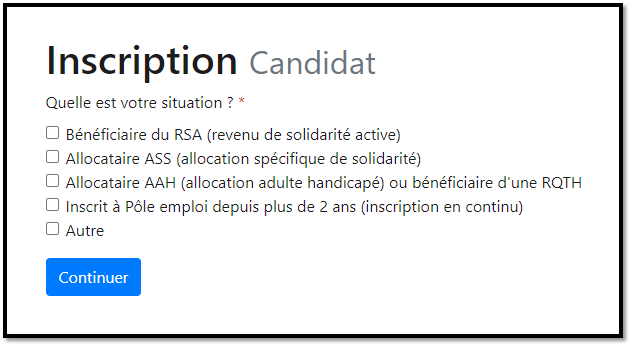 Inscription Candidat
Quelle est votre situation ? *
Bénéficiaire du RSA (revenu de solidarité active)
Allocataire ASS (allocation spécifique de solidarité)
Allocataire AAH (allocation adulte handicapé) ou bénéficiaire d'une RQTH
Inscrit à Pôle emploi depuis plus de 2 ans (inscription en continu)
Autre
Continuer